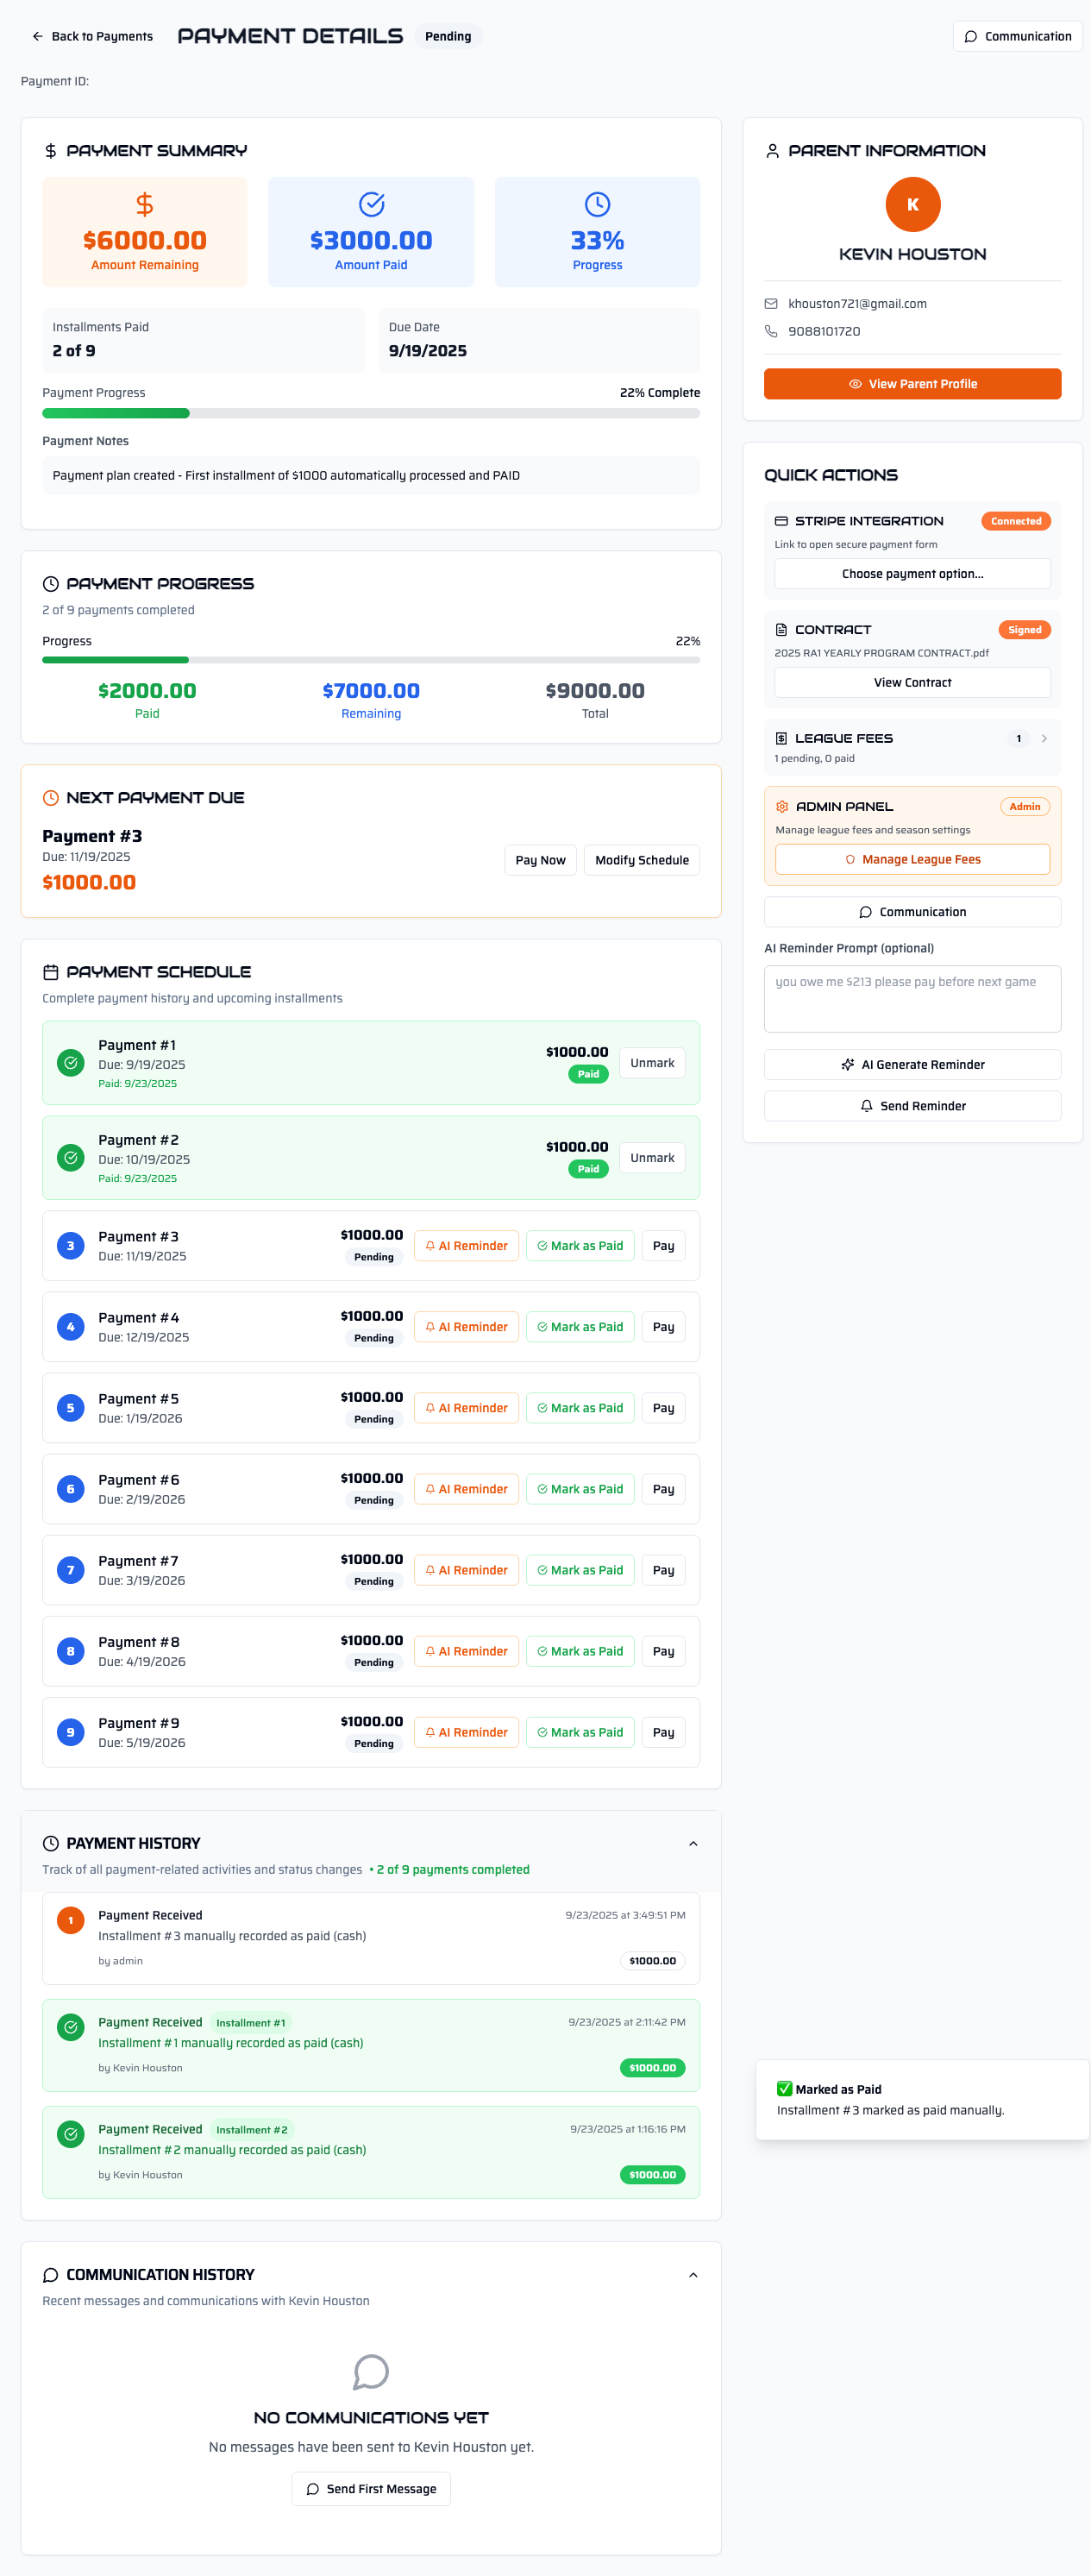 Back to Payments
PAYMENT DETAILS
Pending
Communication
Payment ID:
PAYMENT SUMMARY
$6000.00
Amount Remaining
$3000.00
Amount Paid
33%
Progress
Installments Paid
2 of 9
Due Date
9/19/2025
Payment Progress
22% Complete
Payment Notes
Payment plan created - First installment of $1000 automatically processed and PAID
PAYMENT PROGRESS
2 of 9 payments completed
Progress
22%
$2000.00
Paid
$7000.00
Remaining
$9000.00
Total
NEXT PAYMENT DUE
Payment #3
Due: 11/19/2025
$1000.00
Pay Now
Modify Schedule
PAYMENT SCHEDULE
Complete payment history and upcoming installments
Payment #1
Due: 9/19/2025
Paid: 9/23/2025
$1000.00
Paid
Unmark
Payment #2
Due: 10/19/2025
Paid: 9/23/2025
$1000.00
Paid
Unmark
3
Payment #3
Due: 11/19/2025
$1000.00
Pending
AI Reminder
Mark as Paid
Pay
4
Payment #4
Due: 12/19/2025
$1000.00
Pending
AI Reminder
Mark as Paid
Pay
5
Payment #5
Due: 1/19/2026
$1000.00
Pending
AI Reminder
Mark as Paid
Pay
6
Payment #6
Due: 2/19/2026
$1000.00
Pending
AI Reminder
Mark as Paid
Pay
7
Payment #7
Due: 3/19/2026
$1000.00
Pending
AI Reminder
Mark as Paid
Pay
8
Payment #8
Due: 4/19/2026
$1000.00
Pending
AI Reminder
Mark as Paid
Pay
9
Payment #9
Due: 5/19/2026
$1000.00
Pending
AI Reminder
Mark as Paid
Pay
PAYMENT HISTORY
Track of all payment-related activities and status changes • 2 of 9 payments completed
1
Payment Received
9/23/2025 at 3:49:51 PM
Installment #3 manually recorded as paid (cash)
by admin
$1000.00
Payment Received
Installment #1
9/23/2025 at 2:11:42 PM
Installment #1 manually recorded as paid (cash)
by Kevin Houston
$1000.00
Payment Received
Installment #2
9/23/2025 at 1:16:16 PM
Installment #2 manually recorded as paid (cash)
by Kevin Houston
$1000.00
COMMUNICATION HISTORY
Recent messages and communications with Kevin Houston
NO COMMUNICATIONS YET
No messages have been sent to Kevin Houston yet.
Send First Message
PARENT INFORMATION
K
KEVIN HOUSTON
khouston721@gmail.com
9088101720
View Parent Profile
QUICK ACTIONS
STRIPE INTEGRATION
Connected
Link to open secure payment form
Choose payment option...
CONTRACT
Signed
2025 RA1 YEARLY PROGRAM CONTRACT.pdf
View Contract
LEAGUE FEES
1
1 pending, 0 paid
ADMIN PANEL
Admin
Manage league fees and season settings
Manage League Fees
Communication
AI Reminder Prompt (optional)
you owe me $213 please pay before next game
AI Generate Reminder
Send Reminder
✅ Marked as Paid
Installment #3 marked as paid manually.